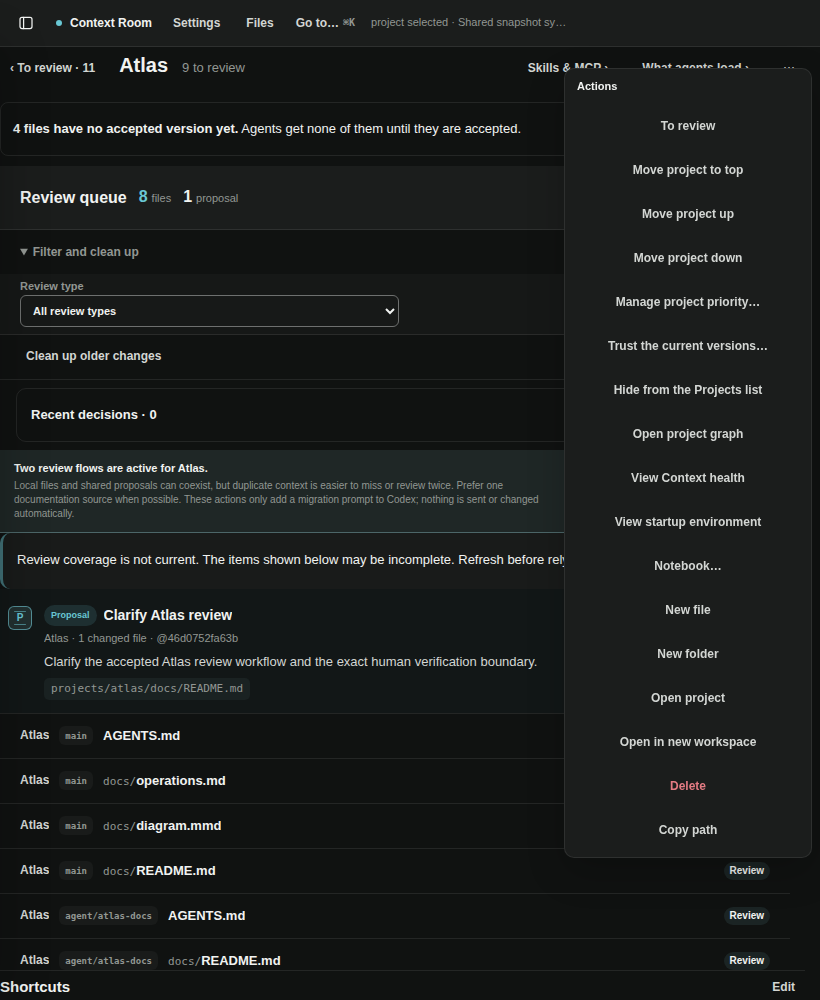 Context Room Settings Files Go to… ⌘K project selected · Shared snapshot sy…
‹ To review · 11 Atlas 9 to review Skills & MCP › What agents load › …
4 files have no accepted version yet. Agents get none of them until they are accepted.
Review queue 8 files 1 proposal
Filter and clean up
Review type
All review types
Clean up older changes
Recent decisions · 0
Two review flows are active for Atlas.
Local files and shared proposals can coexist, but duplicate context is easier to miss or review twice. Prefer one
documentation source when possible. These actions only add a migration prompt to Codex; nothing is sent or changed
automatically.
Review coverage is not current. The items shown below may be incomplete. Refresh before
P Proposal Clarify Atlas review
Atlas · 1 changed file · @46d0752fa63b
Clarify the accepted Atlas review workflow and the exact human verification boundary.
projects/atlas/docs/README.md
Atlas main AGENTS.md
Atlas main docs/operations.md
Atlas main docs/diagram.mmd
Atlas main docs/README.md Review
Atlas agent/atlas-docs AGENTS.md Review
Atlas agent/atlas-docs docs/README.md Review
Shortcuts Edit
Actions
To review
Move project to top
Move project up
Move project down
Manage project priority…
Trust the current versions…
Hide from the Projects list
Open project graph
View Context health
View startup environment
Notebook…
New file
New folder
Open project
Open in new workspace
Delete
Copy path